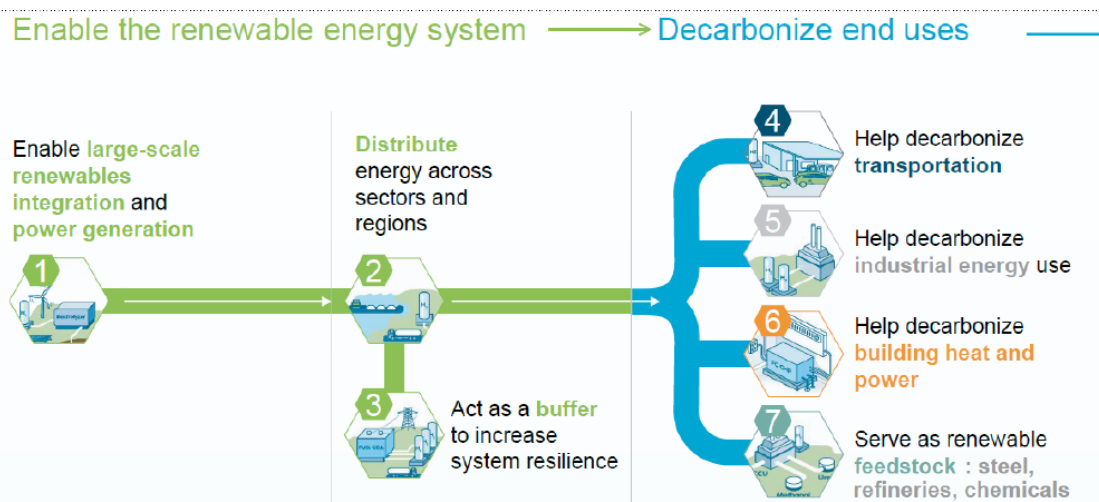 Enable the renewable energy system
Decarbonize end uses
Enable large-scale
renewables
integration and
power generation
1
Distribute
energy across
sectors and
regions
2
3
Act as a buffer
to increase
system resilience
4
Help decarbonize
transportation
5
Help decarbonize
industrial energy use
6
Help decarbonize
building heat and
power
7
Serve as renewable
feedstock : steel,
refineries, chemicals